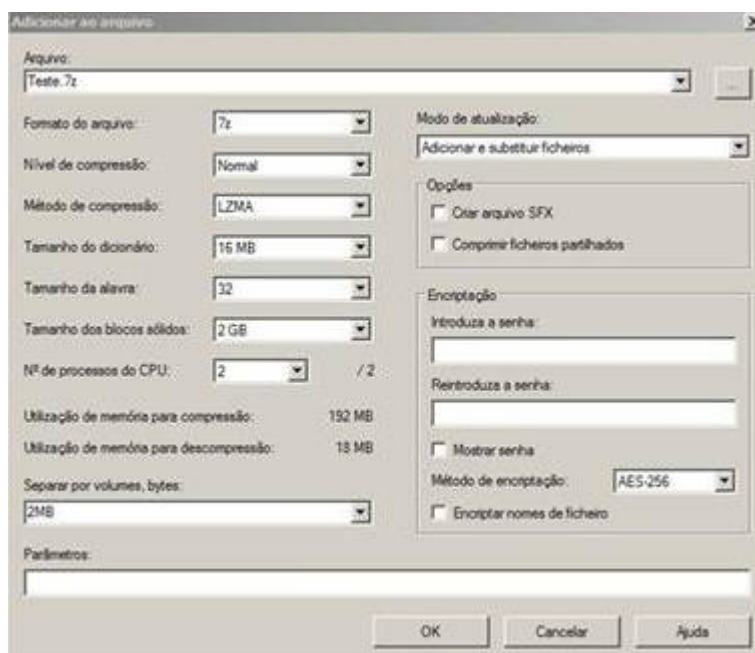 Adicionar ao arquivo
Arquivo:
Teste.7z
...
Formato do arquivo: 7z
Nível de compressão: Normal
Método de compressão: LZMA
Tamanho do dicionário: 16 MB
Tamanho da alavra: 32
Tamanho dos blocos sólidos: 2 GB
Nº de processos do CPU: 2 / 2
Utilização de memória para compressão: 192 MB
Utilização de memória para descompressão: 18 MB
Separar por volumes, bytes:
2MB
Modo de atualização:
Adicionar e substituir ficheiros
Opções
Criar arquivo SFX
Comprimir ficheiros partilhados
Encriptação
Introduza a senha:
Reintroduza a senha:
Mostrar senha
Método de encriptação: AES-256
Encriptar nomes de ficheiro
Parâmetros:
OK Cancelar Ajuda